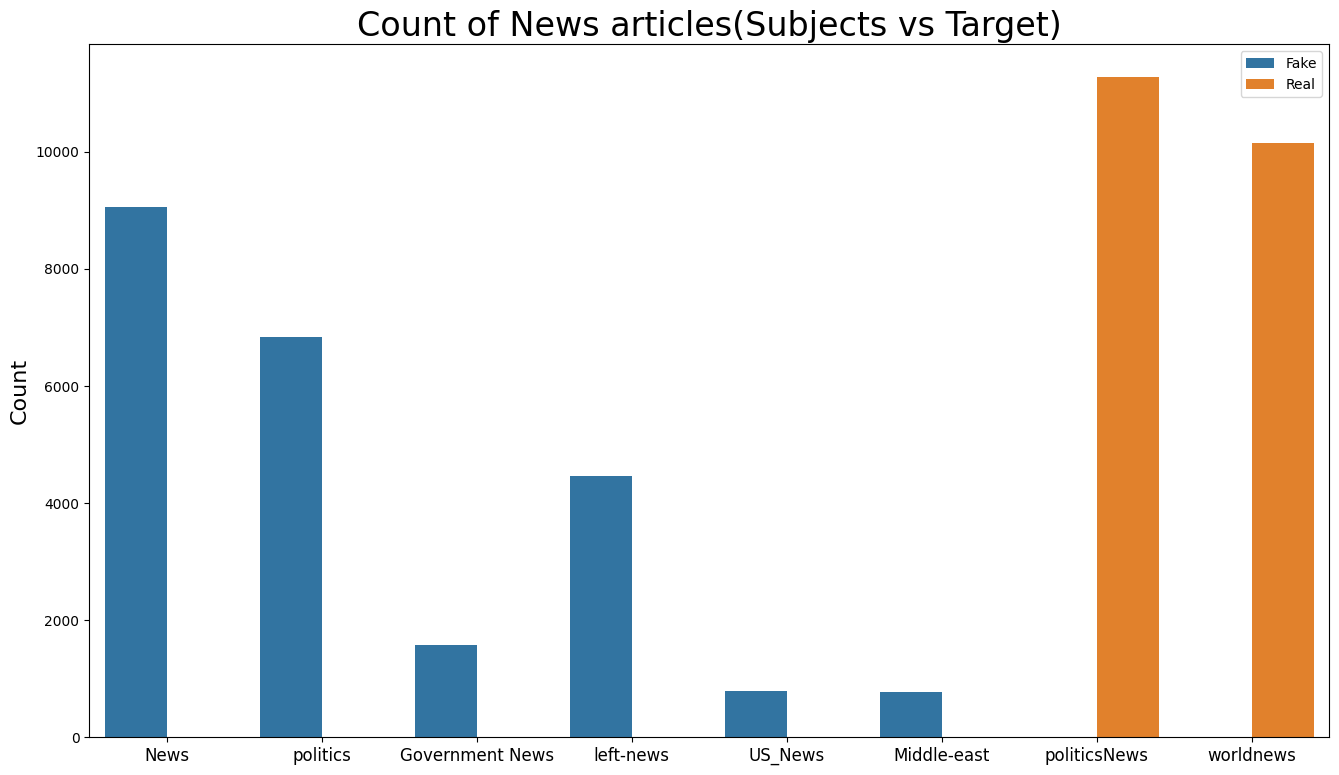 Count of News articles(Subjects vs Target)
Fake
Real
Count
10000
8000
6000
4000
2000
0
News politics Government News left-news US_News Middle-east politicsNews worldnews